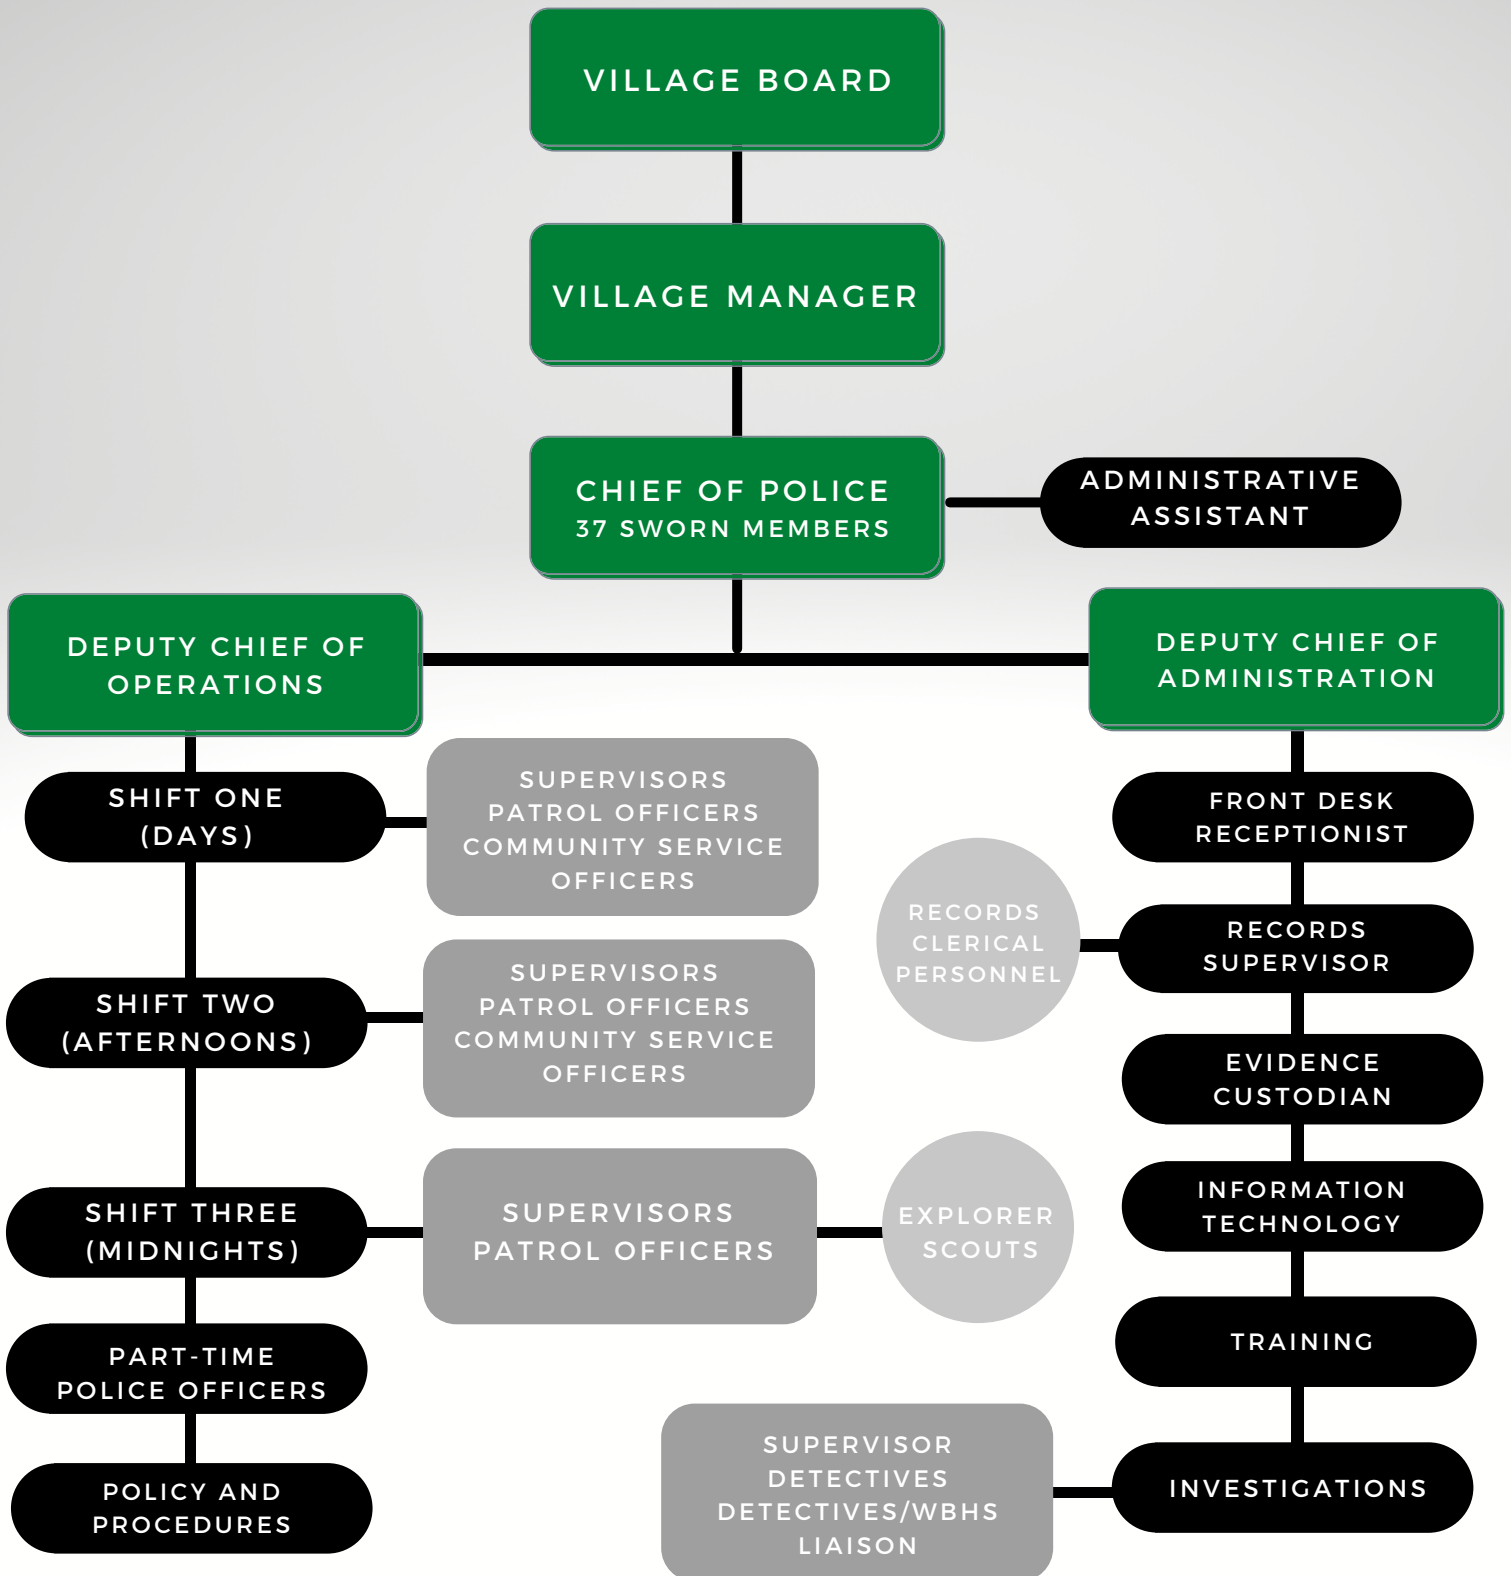 VILLAGE BOARD
VILLAGE MANAGER
CHIEF OF POLICE
37 SWORN MEMBERS
ADMINISTRATIVE
ASSISTANT
DEPUTY CHIEF OF
OPERATIONS
DEPUTY CHIEF OF
ADMINISTRATION
SHIFT ONE
(DAYS)
SUPERVISORS
PATROL OFFICERS
COMMUNITY SERVICE
OFFICERS
SHIFT TWO
(AFTERNOONS)
SUPERVISORS
PATROL OFFICERS
COMMUNITY SERVICE
OFFICERS
SHIFT THREE
(MIDNIGHTS)
SUPERVISORS
PATROL OFFICERS
EXPLORER
SCOUTS
PART-TIME
POLICE OFFICERS
POLICY AND
PROCEDURES
FRONT DESK
RECEPTIONIST
RECORDS
CLERICAL
PERSONNEL
RECORDS
SUPERVISOR
EVIDENCE
CUSTODIAN
INFORMATION
TECHNOLOGY
TRAINING
SUPERVISOR
DETECTIVES
DETECTIVES/WBHS
LIAISON
INVESTIGATIONS